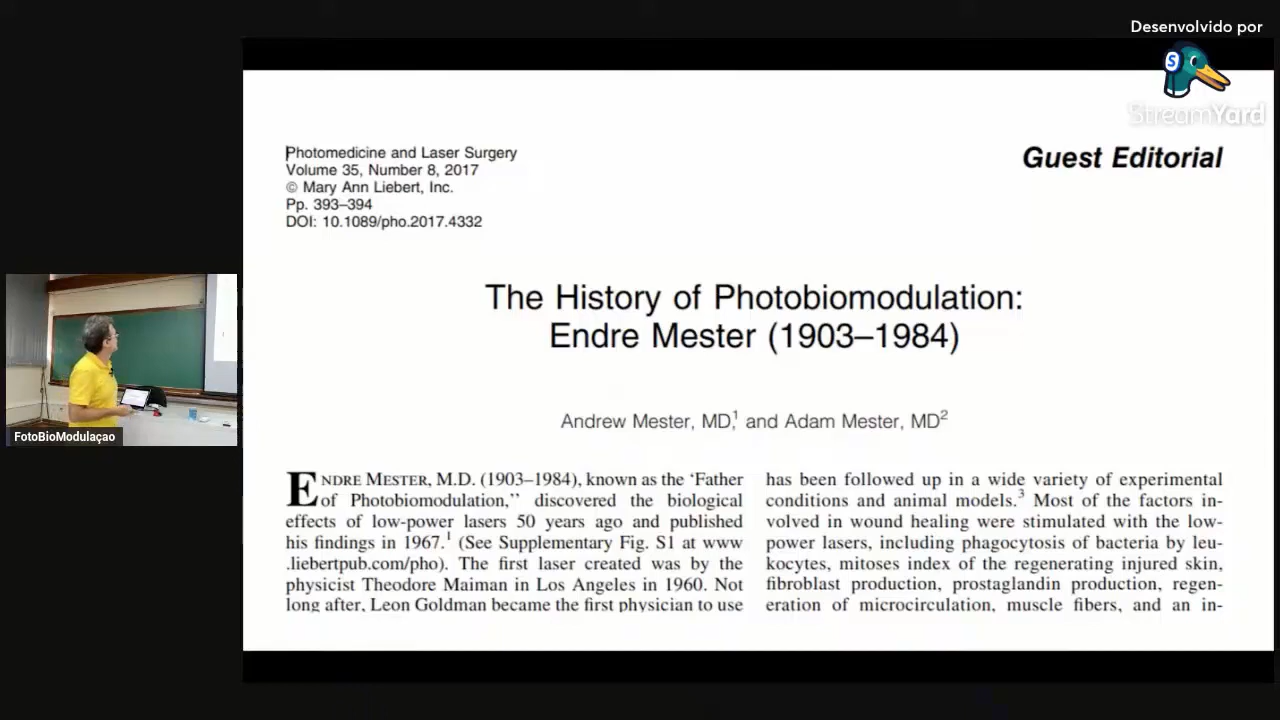 Desenvolvido por
StreamYard
Photomedicine and Laser Surgery
Volume 35, Number 8, 2017
© Mary Ann Liebert, Inc.
Pp. 393–394
DOI: 10.1089/pho.2017.4332
Guest Editorial
The History of Photobiomodulation:
Endre Mester (1903–1984)
Andrew Mester, MD,1 and Adam Mester, MD2
ENDRE MESTER, M.D. (1903–1984), known as the ‘Father
of Photobiomodulation,’’ discovered the biological
effects of low-power lasers 50 years ago and published
his findings in 1967.1 (See Supplementary Fig. S1 at www
.liebertpub.com/pho). The first laser created was by the
physicist Theodore Maiman in Los Angeles in 1960. Not
long after, Leon Goldman became the first physician to use
has been followed up in a wide variety of experimental
conditions and animal models.3 Most of the factors in-
volved in wound healing were stimulated with the low-
power lasers, including phagocytosis of bacteria by leu-
kocytes, mitoses index of the regenerating injured skin,
fibroblast production, prostaglandin production, regen-
eration of microcirculation, muscle fibers, and an in-
FotoBioModulaçao